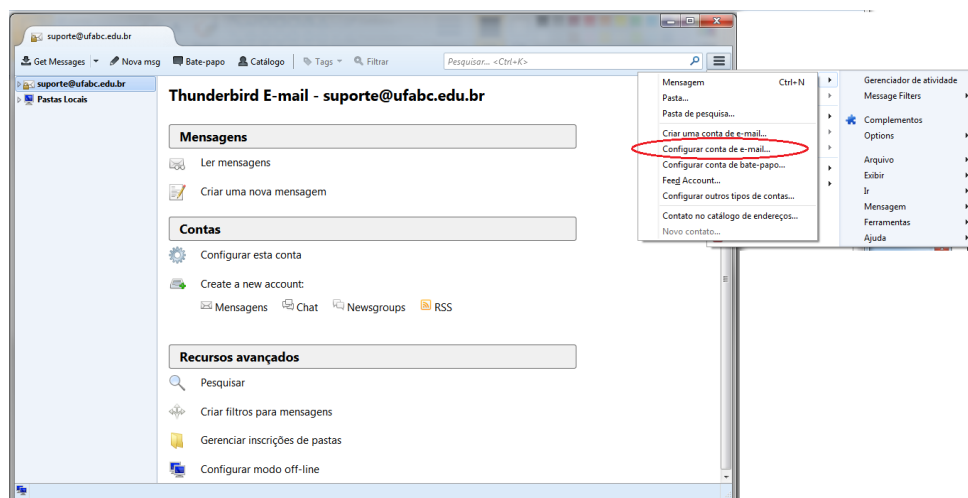 suporte@ufabc.edu.br
Get Messages Nova msg Bate-papo Catálogo Tags Filtrar Pesquisar... <Ctrl+K>
suporte@ufabc.edu.br
Pastas Locais
Thunderbird E-mail - suporte@ufabc.edu.br
Mensagens
Ler mensagens
Criar uma nova mensagem
Contas
Configurar esta conta
Create a new account:
Mensagens Chat Newsgroups RSS
Recursos avançados
Pesquisar
Criar filtros para mensagens
Gerenciar inscrições de pastas
Configurar modo off-line
Mensagem Ctrl+N
Pasta...
Pasta de pesquisa...
Criar uma conta de e-mail...
Configurar conta de e-mail...
Configurar conta de bate-papo...
Feed Account...
Configurar outros tipos de contas...
Contato no catálogo de endereços...
Novo contato...
Gerenciador de atividade
Message Filters
Complementos
Options
Arquivo
Exibir
Ir
Mensagem
Ferramentas
Ajuda